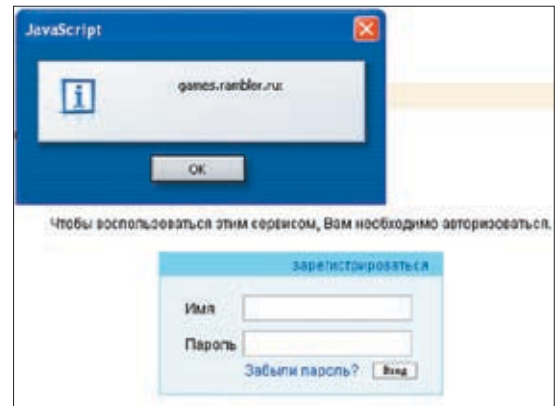 JavaScript
games.rambler.ru:
OK
Чтобы воспользоваться этим сервисом, Вам необходимо авторизоваться.
зарегистрироваться
Имя
Пароль
Забыли пароль? Вход